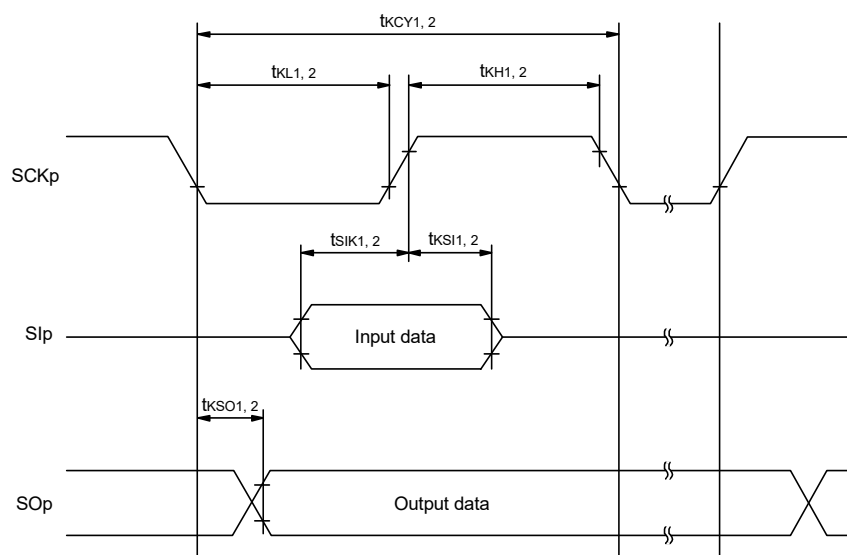 tKCY1, 2
tKL1, 2
tKH1, 2
SCKp
tSIK1, 2
tKSI1, 2
SIp
Input data
tKSO1, 2
SOp
Output data